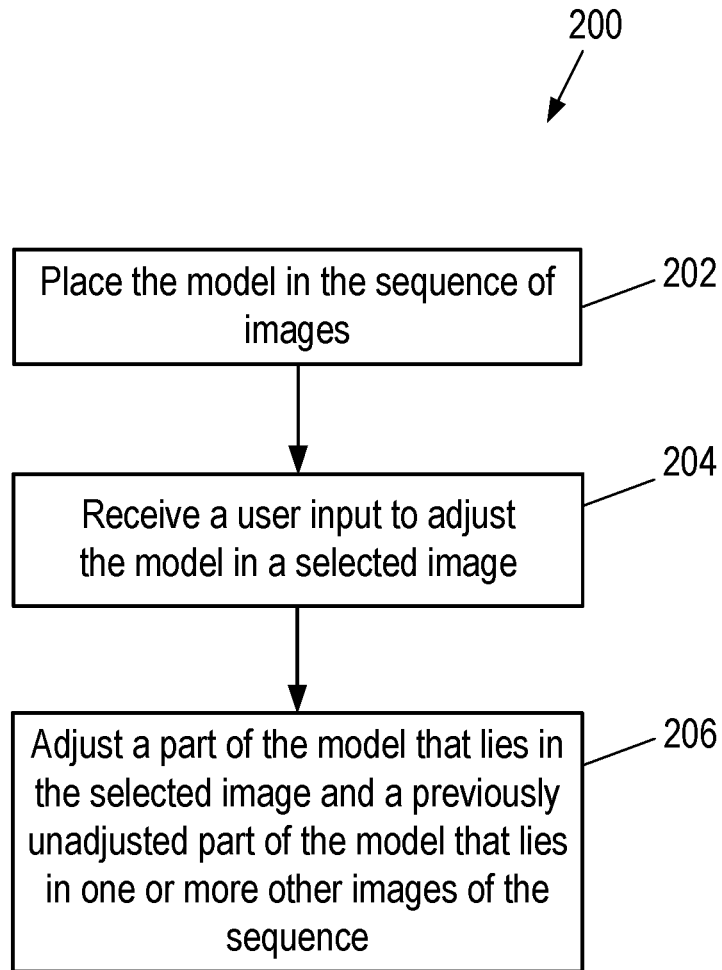 200
Place the model in the sequence of
images
202
Receive a user input to adjust
the model in a selected image
204
Adjust a part of the model that lies in
the selected image and a previously
unadjusted part of the model that lies
in one or more other images of the
sequence
206